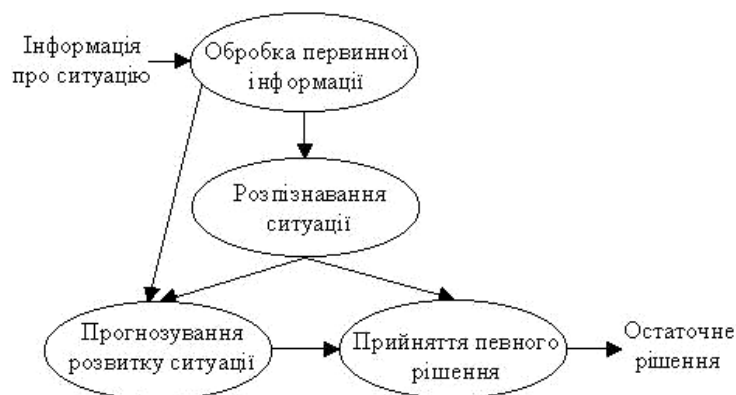 Інформація
про ситуацію
Обробка первинної
інформації
Розпізнавання
ситуації
Прогнозування
розвитку ситуації
Прийняття певного
рішення
Остаточне
рішення